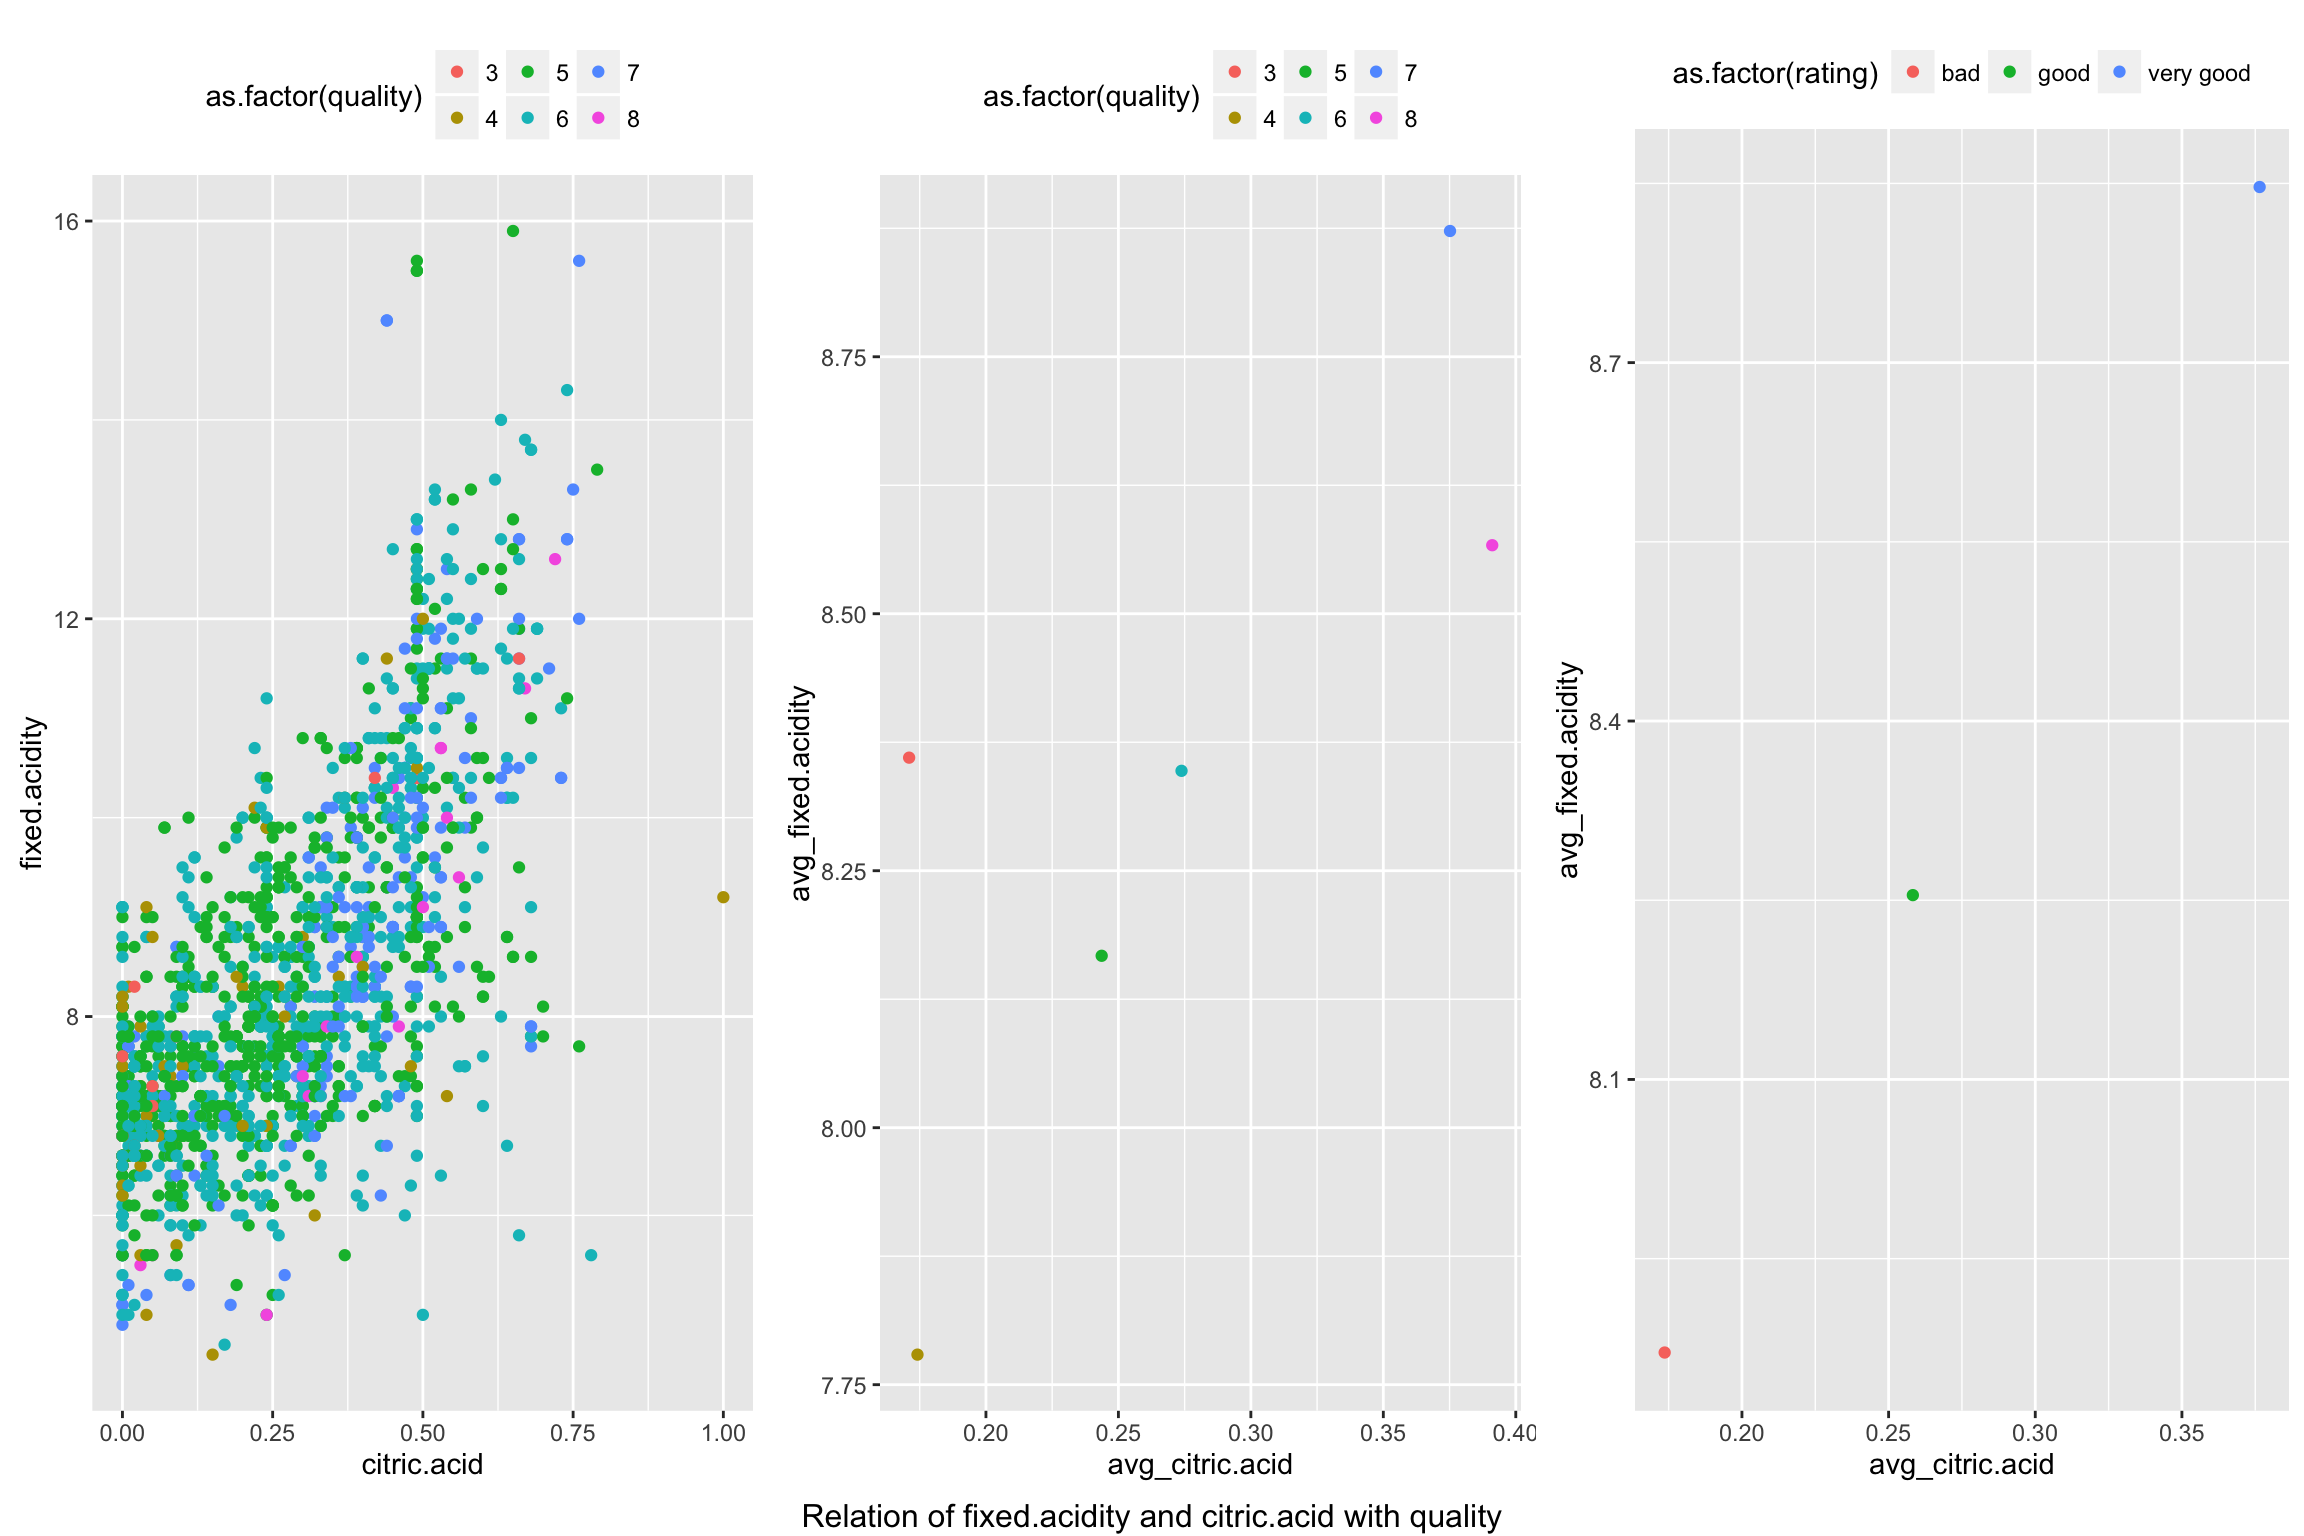 as.factor(quality) 3 5 7
4 6 8
16
12
8
fixed.acidity
0.00 0.25 0.50 0.75 1.00
citric.acid
as.factor(quality) 3 5 7
4 6 8
8.75
8.50
8.25
8.00
7.75
avg_fixed.acidity
0.20 0.25 0.30 0.35 0.40
avg_citric.acid
as.factor(rating) bad good very good
8.7
8.4
8.1
avg_fixed.acidity
0.20 0.25 0.30 0.35
avg_citric.acid
Relation of fixed.acidity and citric.acid with quality